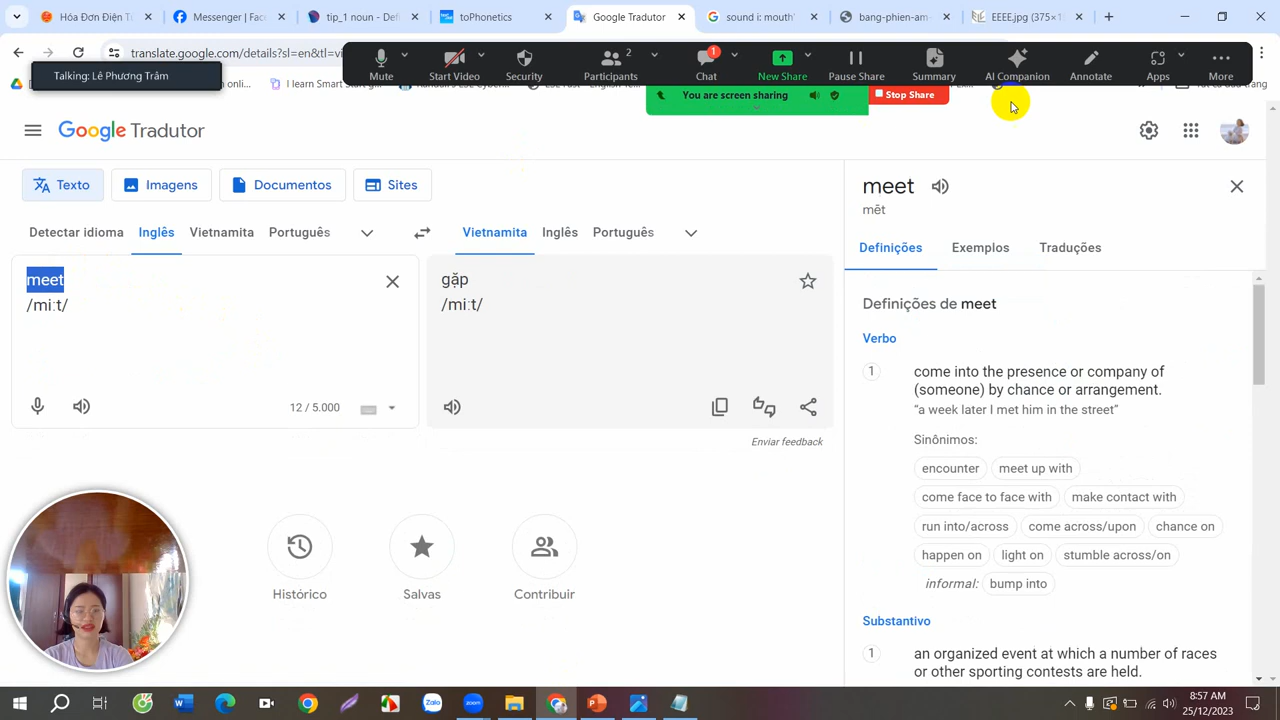 Hóa Đơn Điện Tử
Messenger | Face
tip_1 noun - Defi
toPhonetics
Google Tradutor
sound i: mouth'
bang-phien-am-
EEEE.jpg (375×1
translate.google.com/details?sl=en&tl=vi
Talking: Lê Phương Trâm
Mute
Start Video
Security
2
Participants
1
Chat
New Share
Pause Share
Summary
AI Companion
Annotate
Apps
More
You are screen sharing
Stop Share
I learn Smart Start
Google Tradutor
Texto
Imagens
Documentos
Sites
Detectar idioma
Inglês
Vietnamita
Português
Vietnamita
Inglês
Português
meet
/miːt/
12 / 5.000
gặp
/miːt/
Enviar feedback
Histórico
Salvas
Contribuir
meet
mēt
Definições
Exemplos
Traduções
Definições de meet
Verbo
1
come into the presence or company of
(someone) by chance or arrangement.
"a week later I met him in the street"
Sinônimos:
encounter
meet up with
come face to face with
make contact with
run into/across
come across/upon
chance on
happen on
light on
stumble across/on
informal:
bump into
Substantivo
1
an organized event at which a number of races
or other sporting contests are held.
Zalo
zoom
8:57 AM
25/12/2023